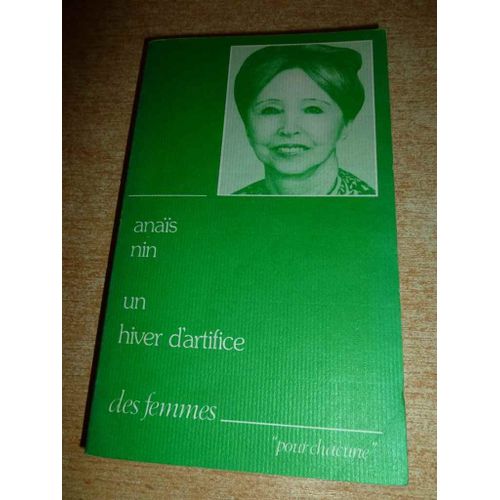 anaïs
nin
un
hiver d'artifice
des femmes
"pour chacune"